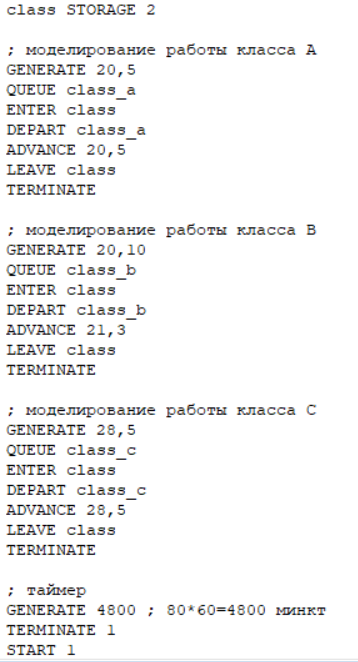 class STORAGE 2
; моделирование работы класса A
GENERATE 20,5
QUEUE class_a
ENTER class
DEPART class_a
ADVANCE 20,5
LEAVE class
TERMINATE
; моделирование работы класса B
GENERATE 20,10
QUEUE class_b
ENTER class
DEPART class_b
ADVANCE 21,3
LEAVE class
TERMINATE
; моделирование работы класса C
GENERATE 28,5
QUEUE class_c
ENTER class
DEPART class_c
ADVANCE 28,5
LEAVE class
TERMINATE
; таймер
GENERATE 4800 ; 80*60=4800 минкт
TERMINATE 1
START 1